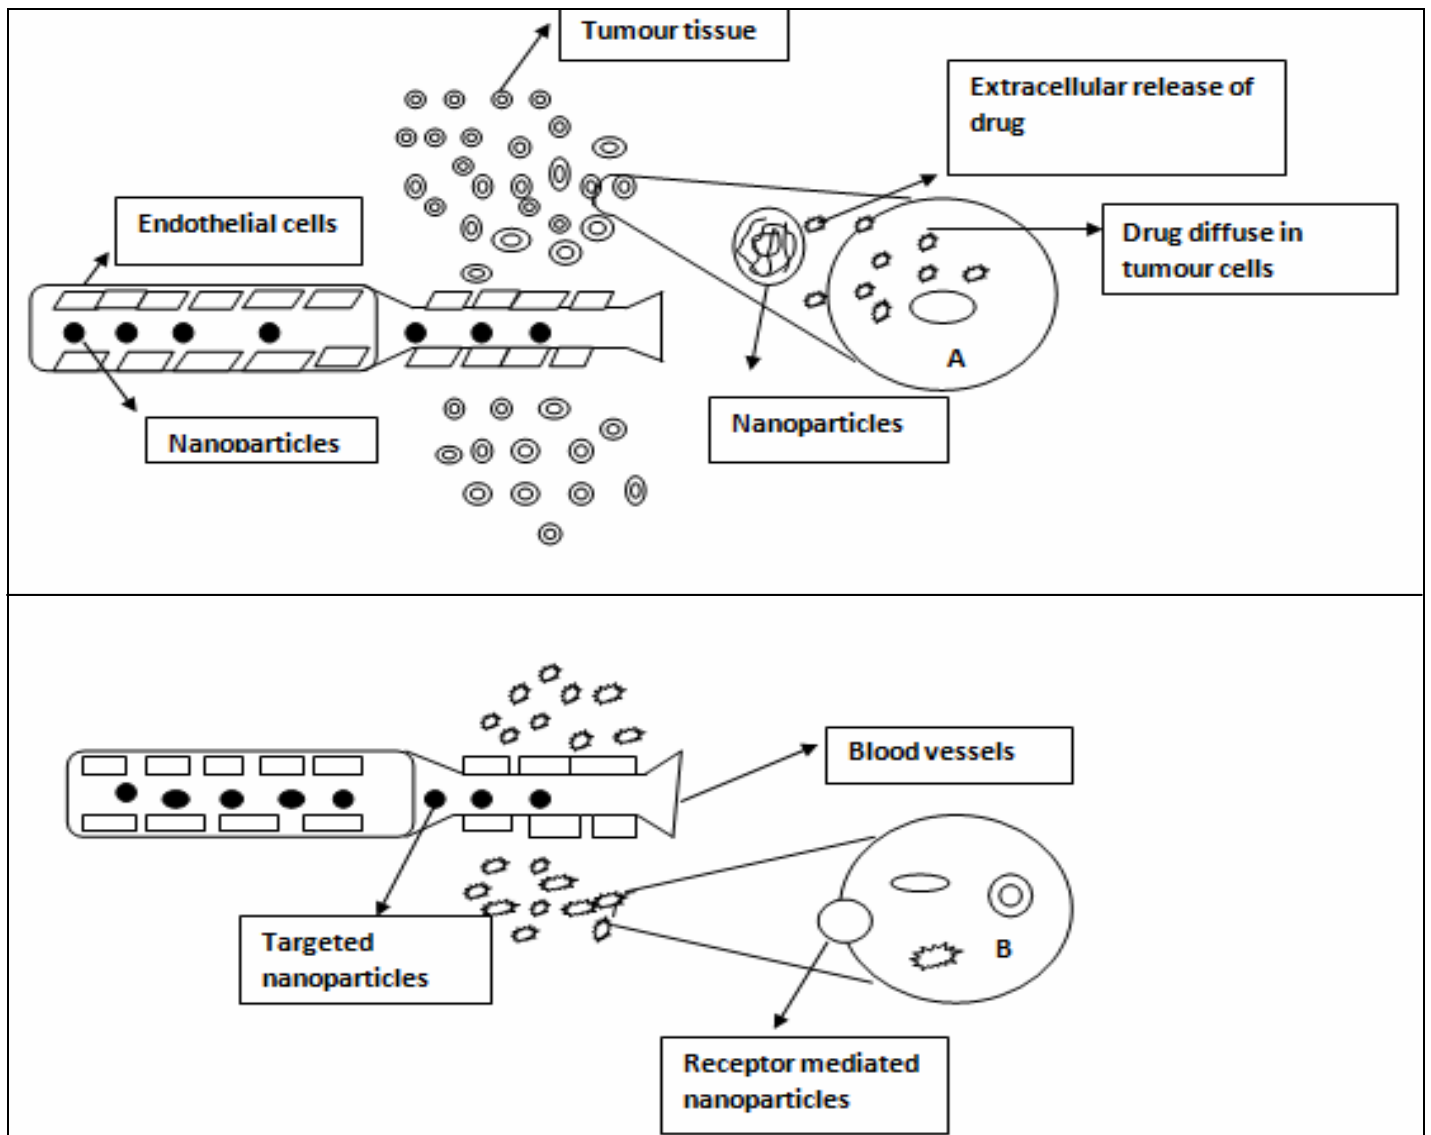 Tumour tissue
Extracellular release of
drug
Endothelial cells
Drug diffuse in
tumour cells
A
Nanoparticles
Nanoparticles
Blood vessels
B
Targeted
nanoparticles
Receptor mediated
nanoparticles